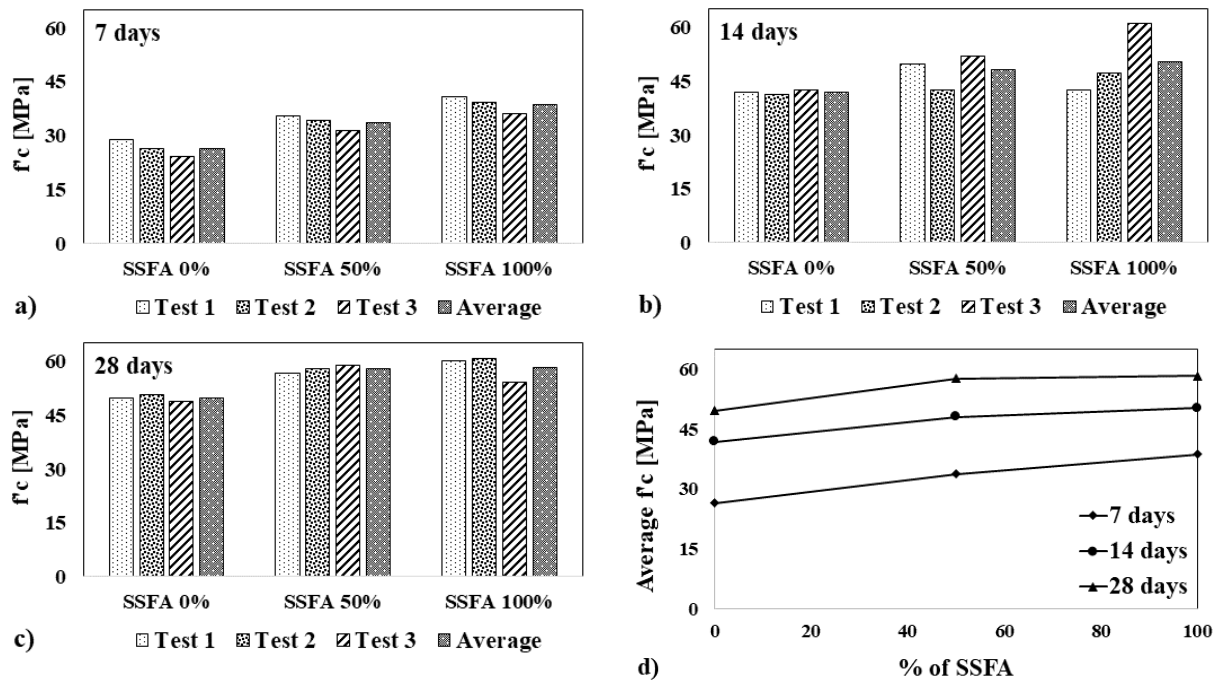 7 days
60
45
30
15
0
f'c [MPa]
SSFA 0% SSFA 50% SSFA 100%
a) Test 1 Test 2 Test 3 Average
14 days
60
45
30
15
0
f'c [MPa]
SSFA 0% SSFA 50% SSFA 100%
b) Test 1 Test 2 Test 3 Average
28 days
60
45
30
15
0
f'c [MPa]
SSFA 0% SSFA 50% SSFA 100%
c) Test 1 Test 2 Test 3 Average
60
45
30
15
0
Average f'c [MPa]
7 days
14 days
28 days
0 20 40 60 80 100
d) % of SSFA